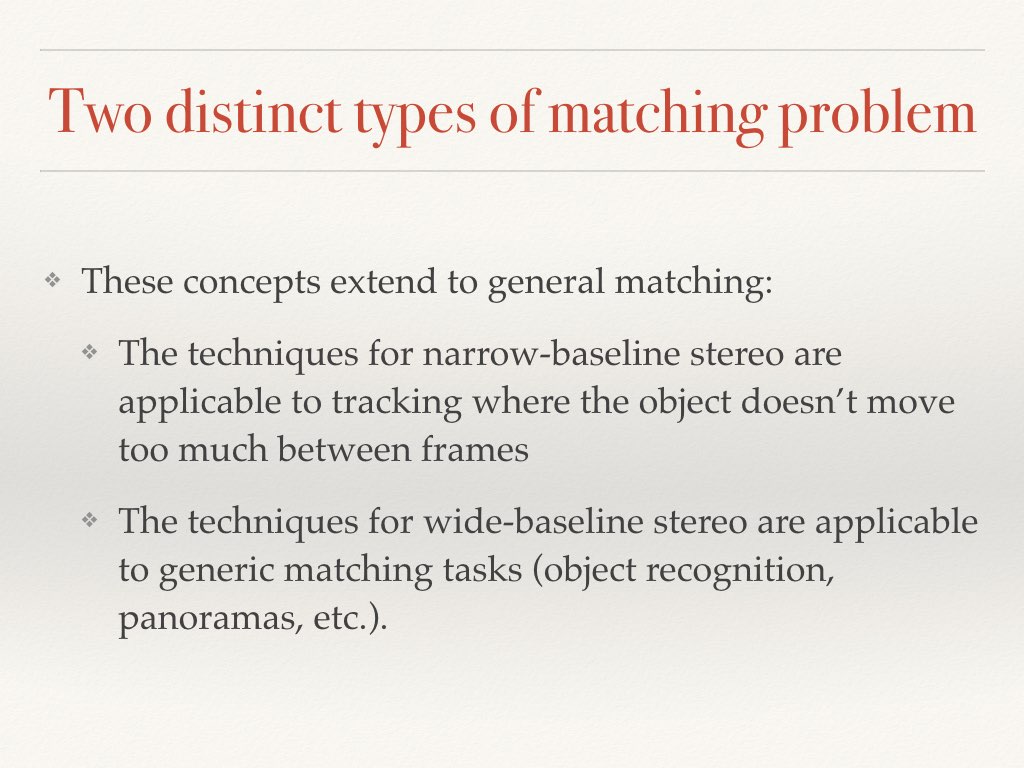 Two distinct types of matching problem
These concepts extend to general matching:
The techniques for narrow-baseline stereo are
applicable to tracking where the object doesn’t move
too much between frames
The techniques for wide-baseline stereo are applicable
to generic matching tasks (object recognition,
panoramas, etc.).